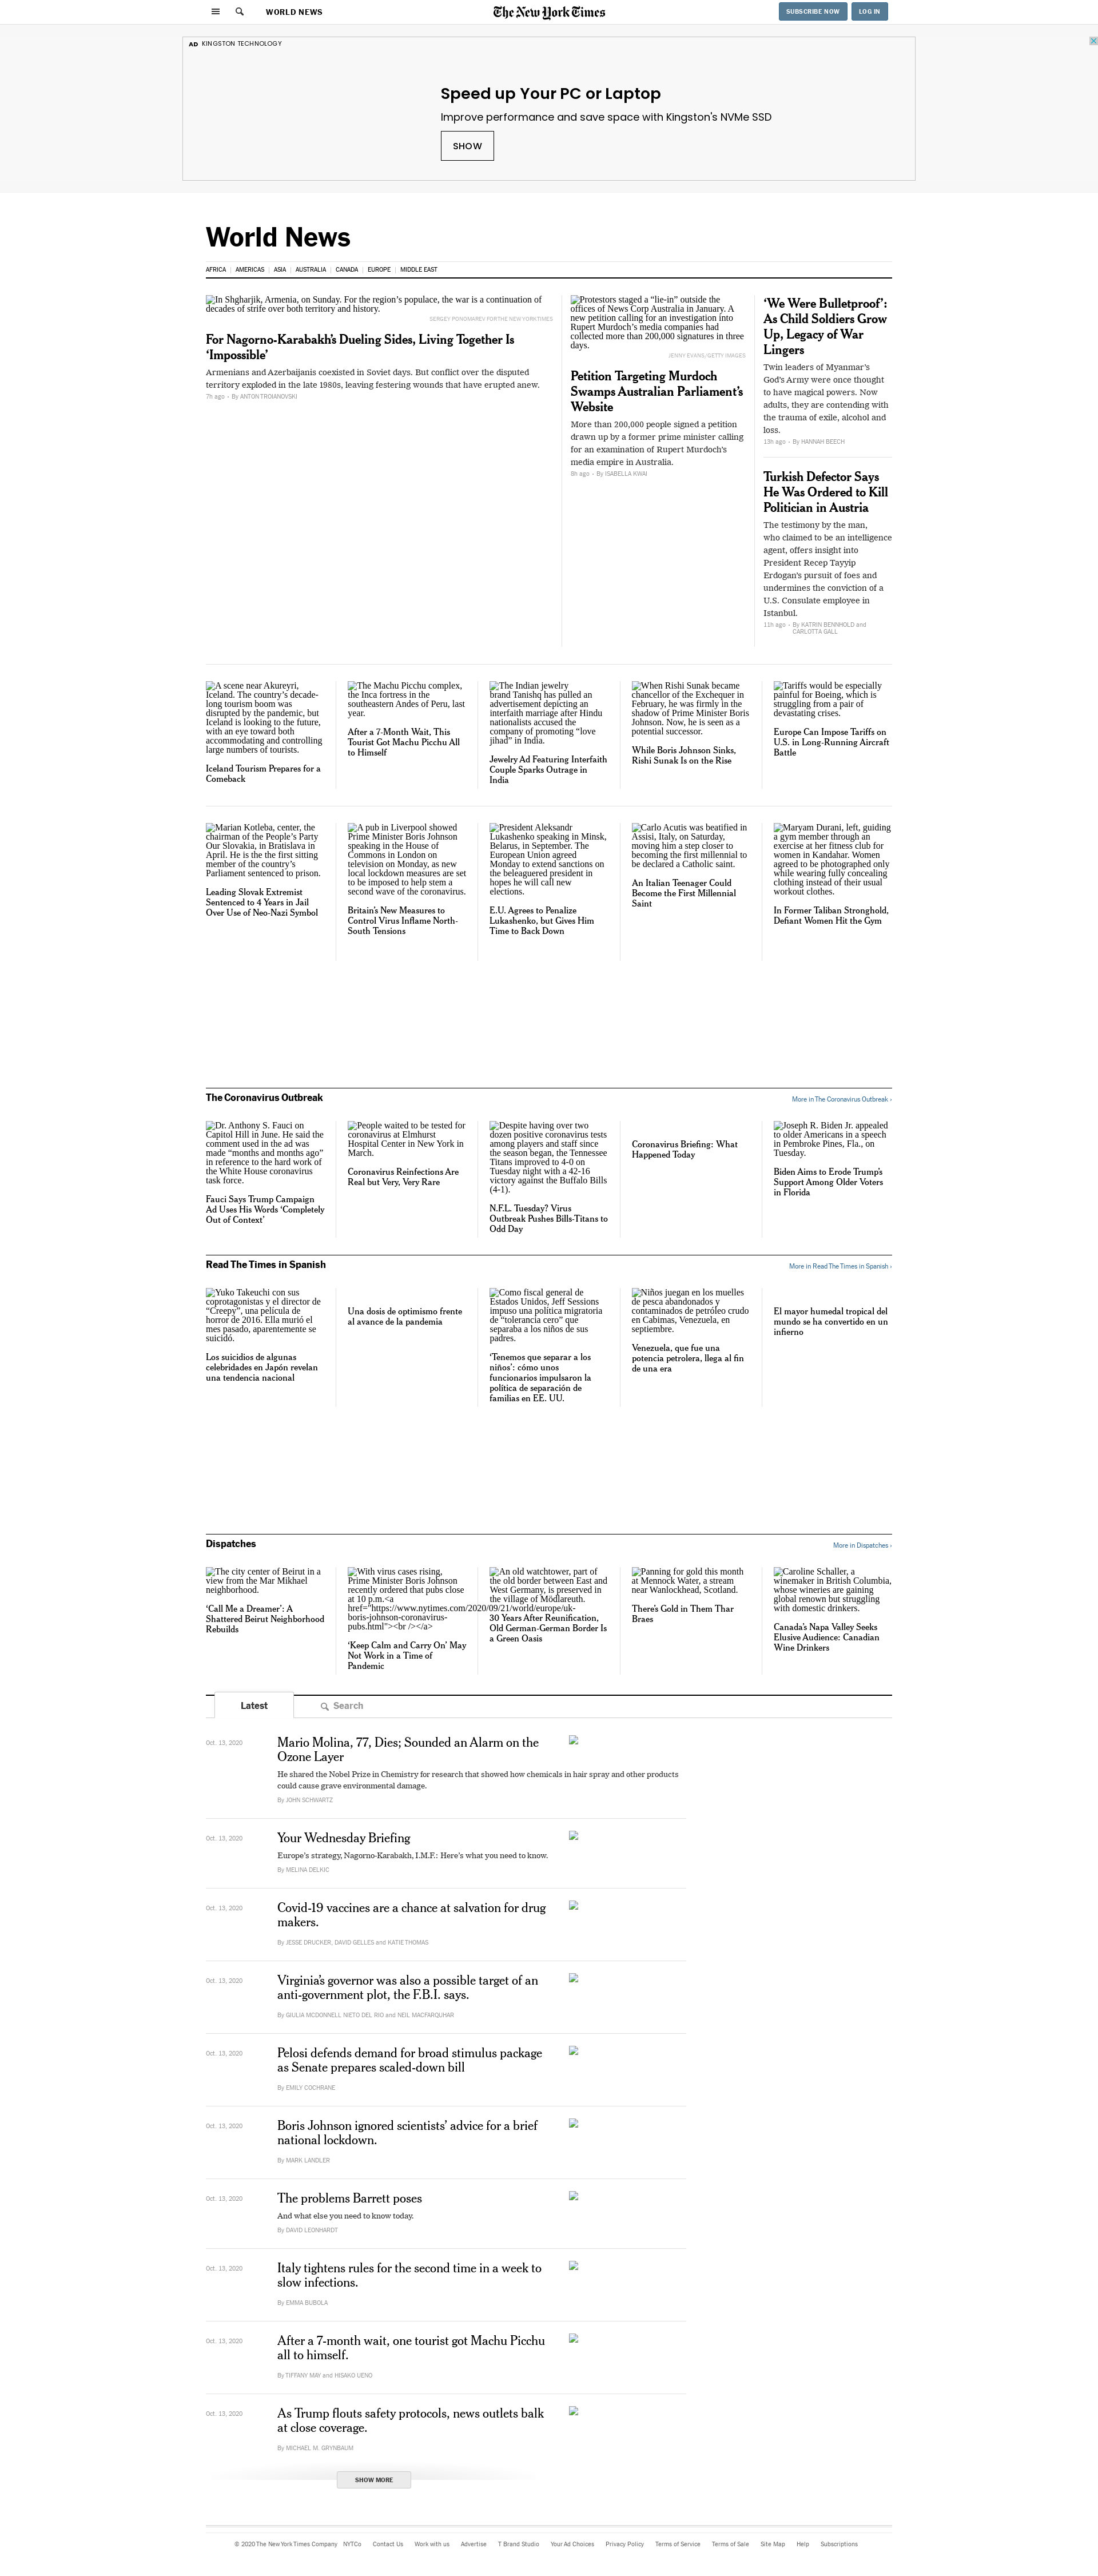 WORLD NEWS
The New York Times
SUBSCRIBE NOW
LOG IN
AD KINGSTON TECHNOLOGY
Speed up Your PC or Laptop
Improve performance and save space with Kingston's NVMe SSD
SHOW
World News
AFRICA | AMERICAS | ASIA | AUSTRALIA | CANADA | EUROPE | MIDDLE EAST
In Shgharjik, Armenia, on Sunday. For the region's populace, the war is a continuation of
decades of strife over both territory and history.
SERGEY PONOMAREV FOR THE NEW YORK TIMES
For Nagorno-Karabakh's Dueling Sides, Living Together Is
‘Impossible’
Armenians and Azerbaijanis coexisted in Soviet days. But conflict over the disputed
territory exploded in the late 1980s, leaving festering wounds that have erupted anew.
7h ago - By ANTON TROIANOVSKI
Protestors staged a “lie-in” outside the
offices of News Corp Australia in January. A
new petition calling for an investigation into
Rupert Murdoch’s media companies had
collected more than 200,000 signatures in three
days.
JENNY EVANS/GETTY IMAGES
Petition Targeting Murdoch
Swamps Australian Parliament’s
Website
More than 200,000 people signed a petition
drawn up by a former prime minister calling
for an examination of Rupert Murdoch’s
media empire in Australia.
8h ago - By ISABELLA KWAI
‘We Were Bulletproof’:
As Child Soldiers Grow
Up, Legacy of War
Lingers
Twin leaders of Myanmar’s
God’s Army were once thought
to have magical powers. Now
adults, they are contending with
the trauma of exile, alcohol and
loss.
13h ago - By HANNAH BEECH
Turkish Defector Says
He Was Ordered to Kill
Politician in Austria
The testimony by the man,
who claimed to be an intelligence
agent, offers insight into
President Recep Tayyip
Erdogan’s pursuit of foes and
undermines the conviction of a
U.S. Consulate employee in
Istanbul.
11h ago - By KATRIN BENNHOLD and
CARLOTTA GALL
A scene near Akureyri,
Iceland. The country’s decade-
long tourism boom was
disrupted by the pandemic, but
Iceland is looking to the future,
with an eye toward both
accommodating and controlling
large numbers of tourists.
Iceland Tourism Prepares for a
Comeback
The Machu Picchu complex,
the Inca fortress in the
southeastern Andes of Peru, last
year.
After a 7-Month Wait, This
Tourist Got Machu Picchu All
to Himself
The Indian jewelry
brand Tanishq has pulled an
advertisement depicting an
interfaith marriage after Hindu
nationalists accused the
company of promoting “love
jihad” in India.
Jewelry Ad Featuring Interfaith
Couple Sparks Outrage in
India
When Rishi Sunak became
chancellor of the Exchequer in
February, he was firmly in the
shadow of Prime Minister Boris
Johnson. Now, he is seen as a
potential successor.
While Boris Johnson Sinks,
Rishi Sunak Is on the Rise
Tariffs would be especially
painful for Boeing, which is
struggling from a pair of
devastating crises.
Europe Can Impose Tariffs on
U.S. in Long-Running Aircraft
Battle
Marian Kotleba, center, the
chairman of the People’s Party
Our Slovakia, in Bratislava in
April. He is the the first sitting
member of the country’s
Parliament sentenced to prison.
Leading Slovak Extremist
Sentenced to 4 Years in Jail
Over Use of Neo-Nazi Symbol
A pub in Liverpool showed
Prime Minister Boris Johnson
speaking in the House of
Commons in London on
television on Monday, as new
local lockdown measures are set
to be imposed to help stem a
second wave of the coronavirus.
Britain’s New Measures to
Control Virus Inflame North-
South Tensions
President Aleksandr
Lukashenko speaking in Minsk,
Belarus, in September. The
European Union agreed
Monday to extend sanctions on
the beleaguered president in
hopes he will call new
elections.
E.U. Agrees to Penalize
Lukashenko, but Gives Him
Time to Back Down
Carlo Acutis was beatified in
Assisi, Italy, on Saturday,
moving him a step closer to
becoming the first millennial to
be declared a Catholic saint.
An Italian Teenager Could
Become the First Millennial
Saint
Maryam Durani, left, guiding
a gym member through an
exercise at her fitness club for
women in Kandahar. Women
agreed to be photographed only
while wearing fully concealing
clothing instead of their usual
workout clothes.
In Former Taliban Stronghold,
Defiant Women Hit the Gym
The Coronavirus Outbreak
More in The Coronavirus Outbreak ›
Dr. Anthony S. Fauci on
Capitol Hill in June. He said the
comment used in the ad was
made “months and months ago”
in reference to the hard work of
the White House coronavirus
task force.
Fauci Says Trump Campaign
Ad Uses His Words ‘Completely
Out of Context’
People waited to be tested for
coronavirus at Elmhurst
Hospital Center in New York in
March.
Coronavirus Reinfections Are
Real but Very, Very Rare
Despite having over two
dozen positive coronavirus tests
among players and staff since
the season began, the Tennessee
Titans improved to 4-0 on
Tuesday night with a 42-16
victory against the Buffalo Bills
(4-1).
N.F.L. Tuesday? Virus
Outbreak Pushes Bills-Titans to
Odd Day
Coronavirus Briefing: What
Happened Today
Joseph R. Biden Jr. appealed
to older Americans in a speech
in Pembroke Pines, Fla., on
Tuesday.
Biden Aims to Erode Trump’s
Support Among Older Voters
in Florida
Read The Times in Spanish
More in Read The Times in Spanish ›
Yuko Takeuchi con sus
coprotagonistas y el director de
“Creepy”, una película de
horror de 2016. Ella murió el
mes pasado, aparentemente se
suicidó.
Los suicidios de algunas
celebridades en Japón revelan
una tendencia nacional
Una dosis de optimismo frente
al avance de la pandemia
Como fiscal general de
Estados Unidos, Jeff Sessions
impuso una política migratoria
de “tolerancia cero” que
separaba a los niños de sus
padres.
‘Tenemos que separar a los
niños’: cómo unos
funcionarios impulsaron la
política de separación de
familias en EE. UU.
Niños juegan en los muelles
de pesca abandonados y
contaminados de petróleo crudo
en Cabimas, Venezuela, en
septiembre.
Venezuela, que fue una
potencia petrolera, llega al fin
de una era
El mayor humedal tropical del
mundo se ha convertido en un
infierno
Dispatches
More in Dispatches ›
The city center of Beirut in a
view from the Mar Mikhael
neighborhood.
‘Call Me a Dreamer’: A
Shattered Beirut Neighborhood
Rebuilds
With virus cases rising,
Prime Minister Boris Johnson
recently ordered that pubs close
at 10 p.m.<a
href="https://www.nytimes.com/2020/09/21/world/europe/uk-
boris-johnson-coronavirus-
pubs.html"><br /></a>
‘Keep Calm and Carry On’ May
Not Work in a Time of
Pandemic
An old watchtower, part of
the old border between East and
West Germany, is preserved in
the village of Mödlareuth.
30 Years After Reunification,
Old German-German Border Is
a Green Oasis
Panning for gold this month
at Mennock Water, a stream
near Wanlockhead, Scotland.
There’s Gold in Them Thar
Braes
Caroline Schaller, a
winemaker in British Columbia,
whose wineries are gaining
global renown but struggling
with domestic drinkers.
Canada’s Napa Valley Seeks
Elusive Audience: Canadian
Wine Drinkers
Latest
Search
Oct. 13, 2020
Mario Molina, 77, Dies; Sounded an Alarm on the
Ozone Layer
He shared the Nobel Prize in Chemistry for research that showed how chemicals in hair spray and other products
could cause grave environmental damage.
By JOHN SCHWARTZ
Oct. 13, 2020
Your Wednesday Briefing
Europe’s strategy, Nagorno-Karabakh, I.M.F.: Here’s what you need to know.
By MELINA DELKIC
Oct. 13, 2020
Covid-19 vaccines are a chance at salvation for drug
makers.
By JESSE DRUCKER, DAVID GELLES and KATIE THOMAS
Oct. 13, 2020
Virginia’s governor was also a possible target of an
anti-government plot, the F.B.I. says.
By GIULIA MCDONNELL NIETO DEL RIO and NEIL MACFARQUHAR
Oct. 13, 2020
Pelosi defends demand for broad stimulus package
as Senate prepares scaled-down bill
By EMILY COCHRANE
Oct. 13, 2020
Boris Johnson ignored scientists’ advice for a brief
national lockdown.
By MARK LANDLER
Oct. 13, 2020
The problems Barrett poses
And what else you need to know today.
By DAVID LEONHARDT
Oct. 13, 2020
Italy tightens rules for the second time in a week to
slow infections.
By EMMA BUBOLA
Oct. 13, 2020
After a 7-month wait, one tourist got Machu Picchu
all to himself.
By TIFFANY MAY and HISAKO UENO
Oct. 13, 2020
As Trump flouts safety protocols, news outlets balk
at close coverage.
By MICHAEL M. GRYNBAUM
SHOW MORE
© 2020 The New York Times Company NYTCo Contact Us Work with us Advertise T Brand Studio Your Ad Choices Privacy Policy Terms of Service Terms of Sale Site Map Help Subscriptions